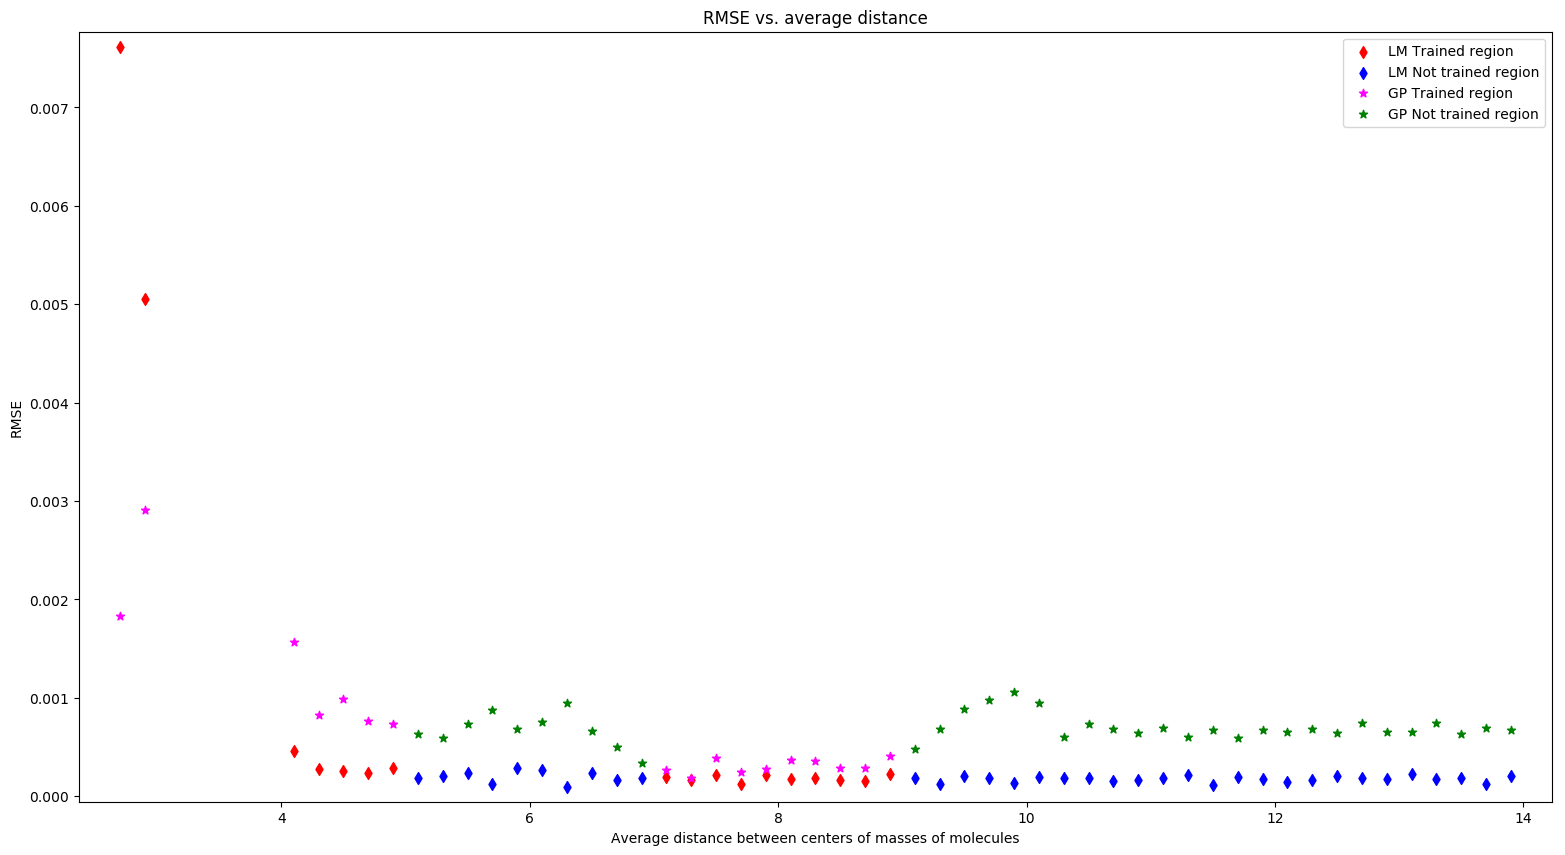 RMSE vs. average distance
LM Trained region
LM Not trained region
GP Trained region
GP Not trained region
0.007
0.006
0.005
0.004
0.003
0.002
0.001
0.000
RMSE
4 6 8 10 12 14
Average distance between centers of masses of molecules